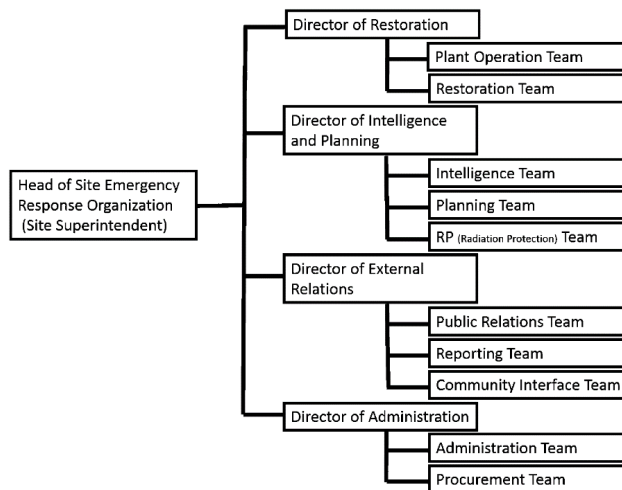 Director of Restoration
Plant Operation Team
Restoration Team
Director of Intelligence
and Planning
Intelligence Team
Planning Team
RP (Radiation Protection) Team
Head of Site Emergency
Response Organization
(Site Superintendent)
Director of External
Relations
Public Relations Team
Reporting Team
Community Interface Team
Director of Administration
Administration Team
Procurement Team